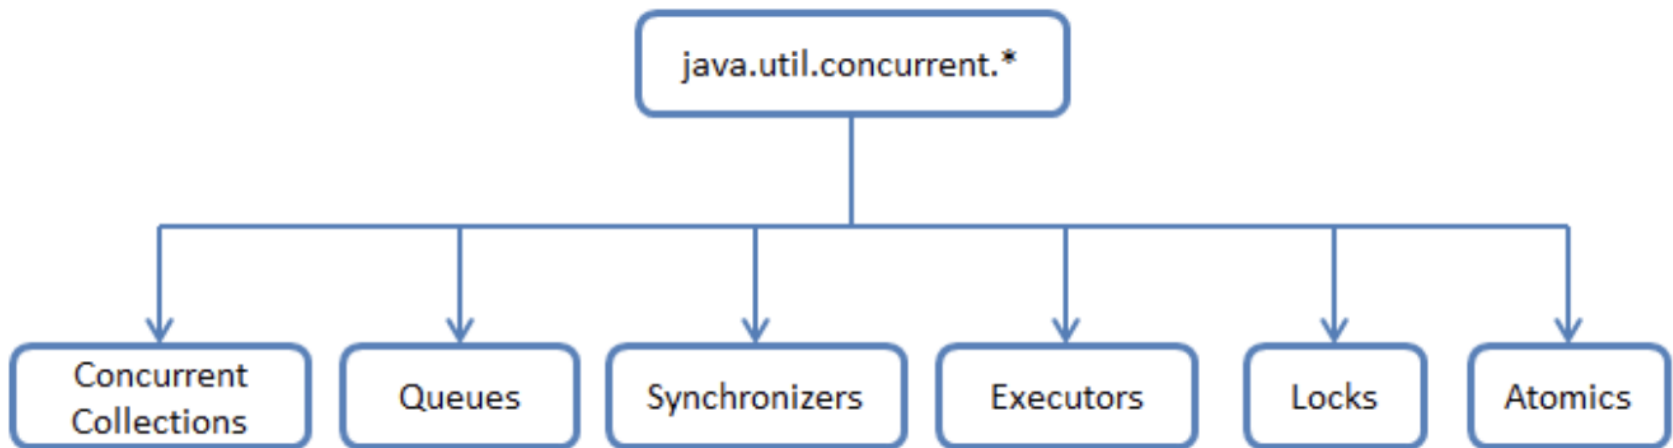 java.util.concurrent.*
Concurrent
Collections
Queues
Synchronizers
Executors
Locks
Atomics